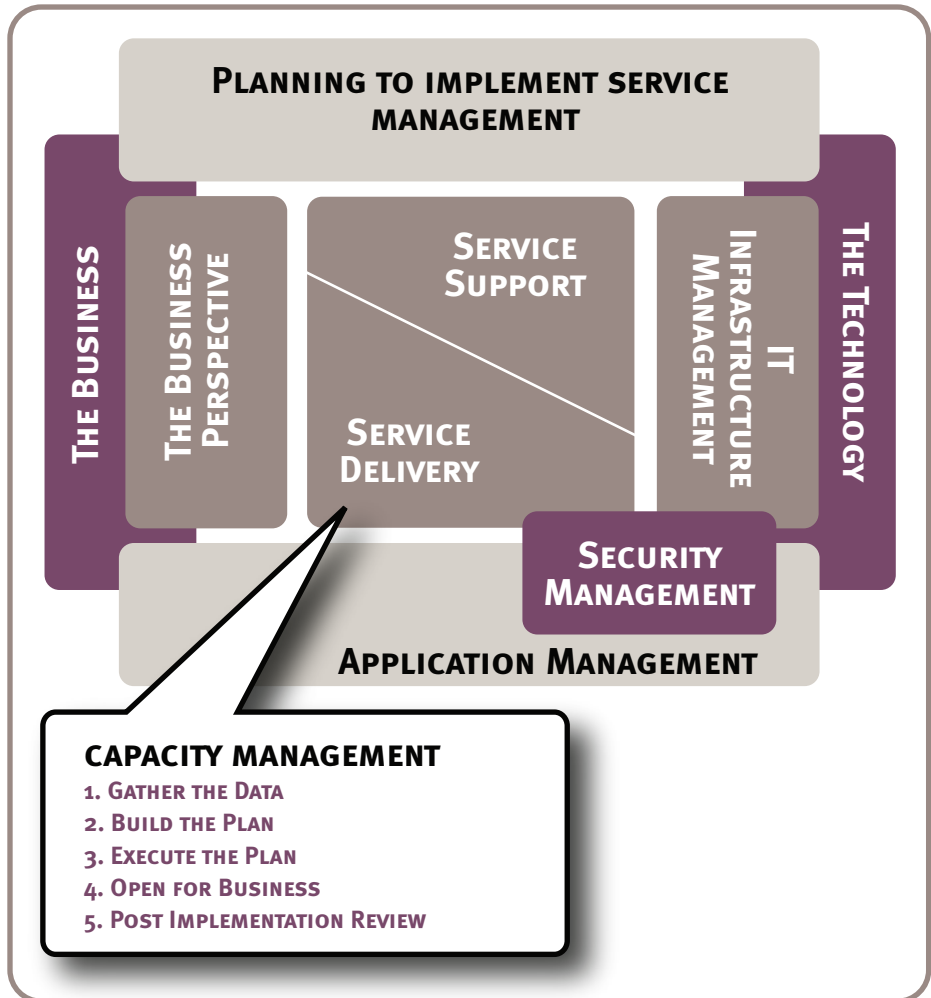 Planning to implement service
management
The Business
The Business
Perspective
Service
Support
Service
Delivery
IT
Infrastructure
Management
The Technology
Security
Management
Application Management
capacity management
1. Gather the Data
2. Build the Plan
3. Execute the Plan
4. Open for Business
5. Post Implementation Review